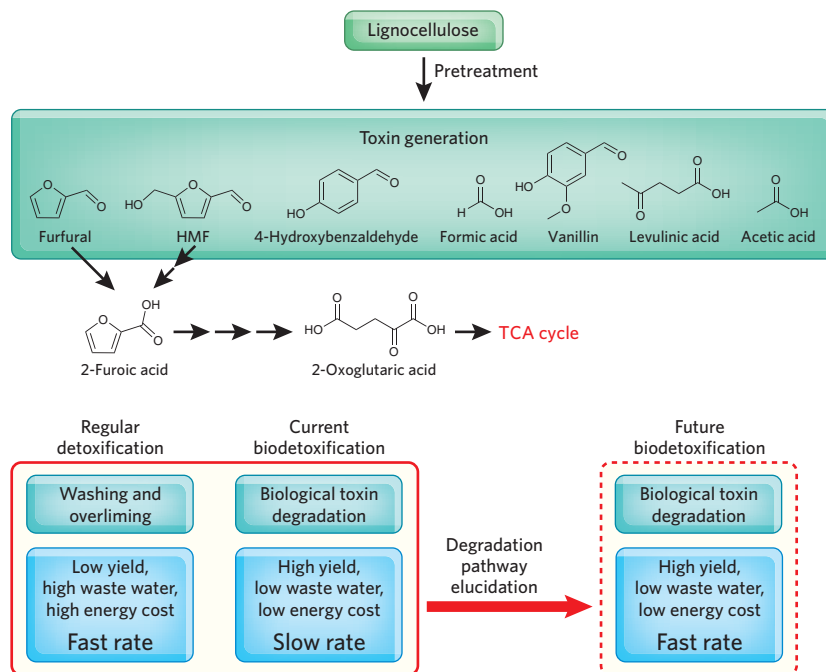 Lignocellulose
Pretreatment
Toxin generation
O
O
Furfural
HO
O
O
HMF
HO
O
4-Hydroxybenzaldehyde
O
H
OH
Formic acid
HO
O
O
Vanillin
O
O
OH
Levulinic acid
O
OH
Acetic acid
O
OH
O
2-Furoic acid
HO
O
O
O
OH
2-Oxoglutaric acid
TCA cycle
Regular
detoxification
Washing and
overliming
Low yield,
high waste water,
high energy cost
Fast rate
Current
biodetoxification
Biological toxin
degradation
High yield,
low waste water,
low energy cost
Slow rate
Degradation
pathway
elucidation
Future
biodetoxification
Biological toxin
degradation
High yield,
low waste water,
low energy cost
Fast rate